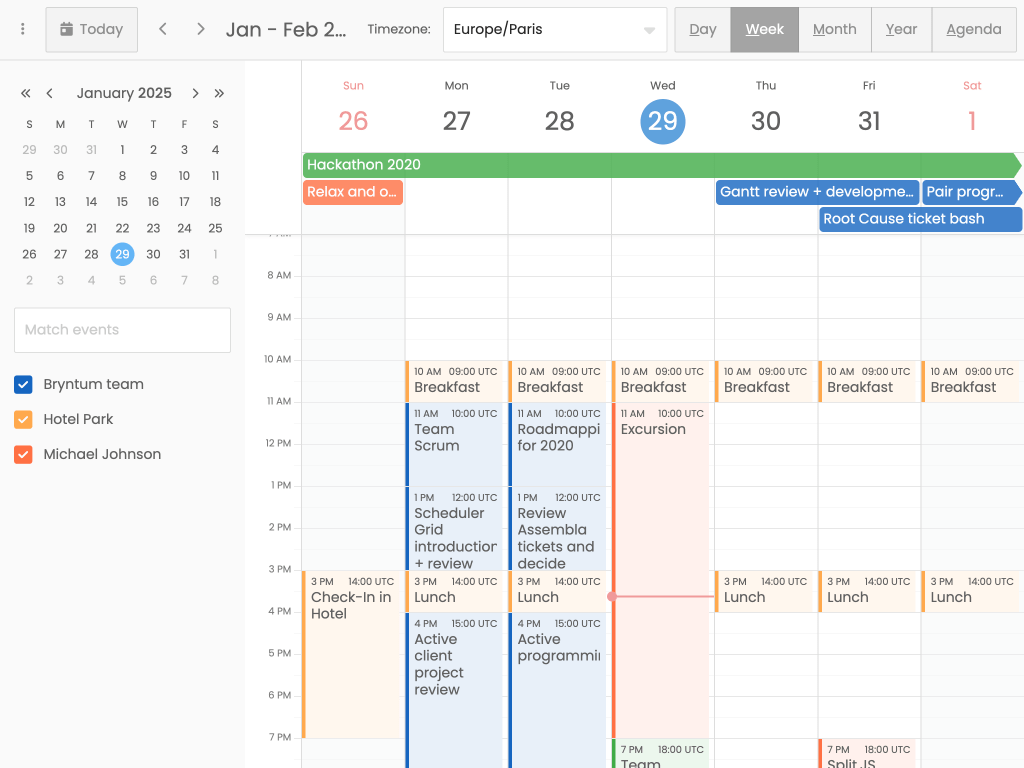 Today
Jan - Feb 2...
Timezone:
Europe/Paris
Day
Week
Month
Year
Agenda
January 2025
S M T W T F S
29 30 31 1 2 3 4
5 6 7 8 9 10 11
12 13 14 15 16 17 18
19 20 21 22 23 24 25
26 27 28 29 30 31 1
2 3 4 5 6 7 8
Match events
Bryntum team
Hotel Park
Michael Johnson
Sun Mon Tue Wed Thu Fri Sat
26 27 28 29 30 31 1
Hackathon 2020
Relax and o...
Gantt review + developme...
Pair progr...
Root Cause ticket bash
8 AM
9 AM
10 AM
11 AM
12 PM
1 PM
2 PM
3 PM
4 PM
5 PM
6 PM
7 PM
3 PM 14:00 UTC
Check-In in
Hotel
10 AM 09:00 UTC
Breakfast
11 AM 10:00 UTC
Team
Scrum
1 PM 12:00 UTC
Scheduler
Grid
introduction
+ review
3 PM 14:00 UTC
Lunch
4 PM 15:00 UTC
Active
client
project
review
10 AM 09:00 UTC
Breakfast
11 AM 10:00 UTC
Roadmappi
for 2020
1 PM 12:00 UTC
Review
Assembla
tickets and
decide
3 PM 14:00 UTC
Lunch
4 PM 15:00 UTC
Active
programmi
10 AM 09:00 UTC
Breakfast
11 AM 10:00 UTC
Excursion
7 PM 18:00 UTC
Team
10 AM 09:00 UTC
Breakfast
3 PM 14:00 UTC
Lunch
10 AM 09:00 UTC
Breakfast
3 PM 14:00 UTC
Lunch
7 PM 18:00 UTC
Split JS
10 AM 09:00 UTC
Breakfast
3 PM 14:00 UTC
Lunch